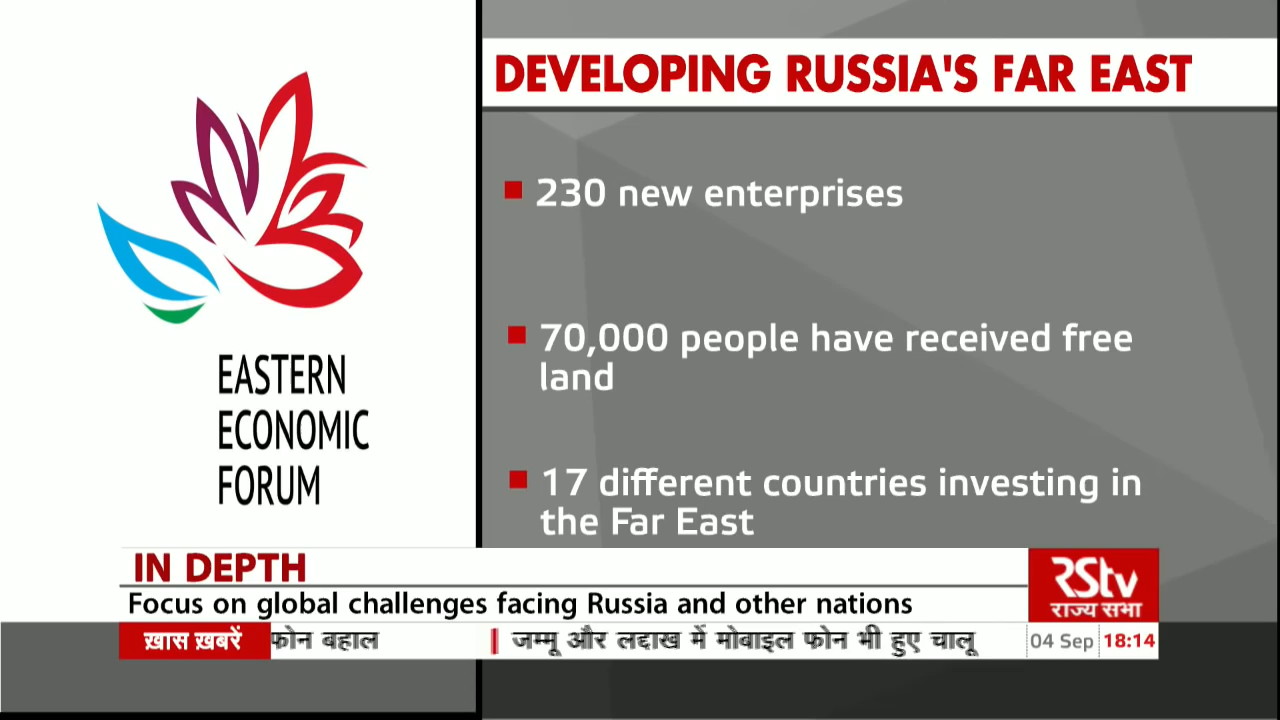 DEVELOPING RUSSIA'S FAR EAST
230 new enterprises
70,000 people have received free
land
17 different countries investing in
the Far East
EASTERN
ECONOMIC
FORUM
IN DEPTH
Focus on global challenges facing Russia and other nations
RStv
राज्य सभा
ख़ास ख़बरें
फोन बहाल
जम्मू और लद्दाख में मोबाइल फोन भी हुए चालू
04 Sep
18:14